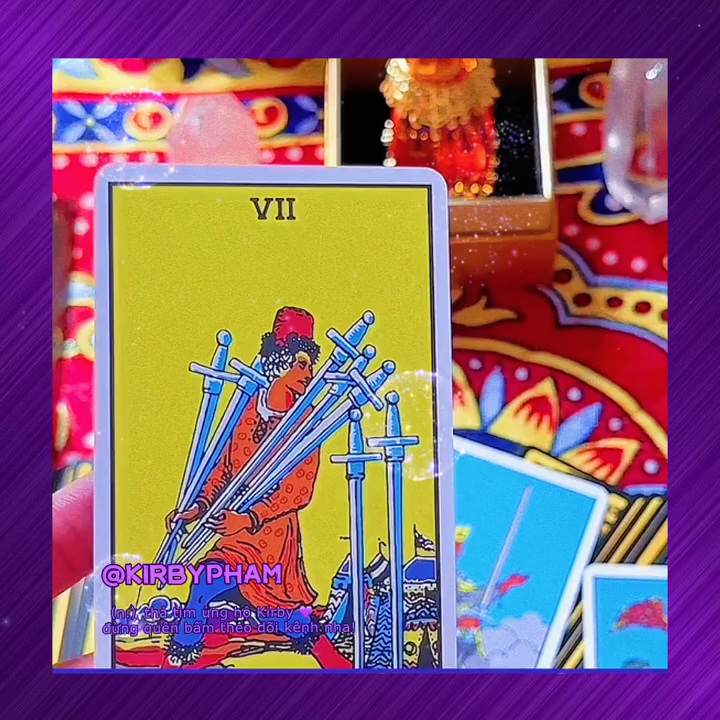 VII
@KIRBYPHAM
thả tim ủng hộ Kirby 💜
đừng quên bấm theo dõi kênh nha!